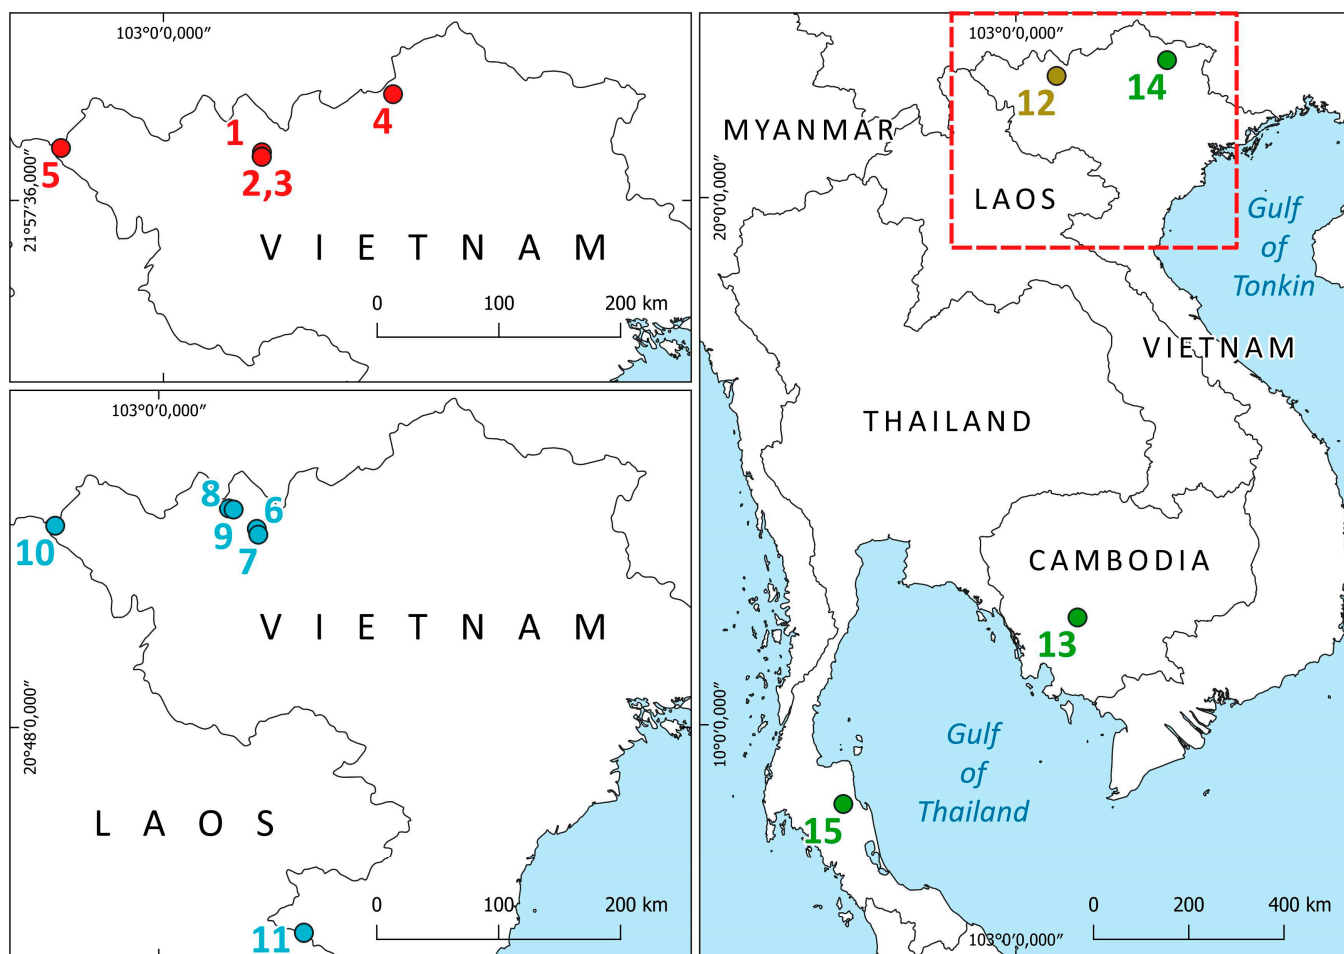 103°0′0,000″
4
1
5
2,3
21°57′36,000″
V I E T N A M
0 100 200 km
103°0′0,000″
8
6
9
10
7
V I E T N A M
20°48′0,000″
L A O S
0 100 200 km
11
103°0′0,000″
12
14
MYANMAR
20°0′0,000″
LAOS
Gulf
of
Tonkin
VIETNAM
THAILAND
CAMBODIA
13
10°0′0,000″
Gulf
of
Thailand
15
0 200 400 km
103°0′0,000″